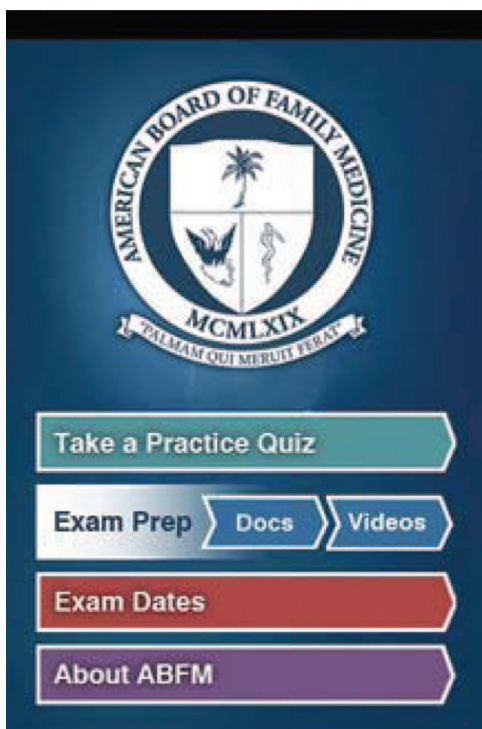 AMERICAN BOARD OF FAMILY MEDICINE
MCMLXIX
"PALMAM QUI MERUIT FERAT"
Take a Practice Quiz
Exam Prep Docs Videos
Exam Dates
About ABFM